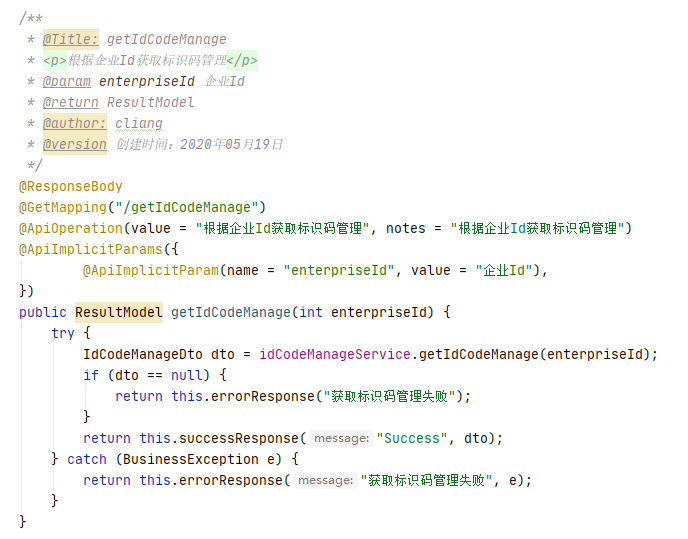 /**
 * @Title: getIdCodeManage
 * <p>根据企业Id获取标识码管理</p>
 * @param enterpriseId 企业Id
 * @return ResultModel
 * @author: cliang
 * @version 创建时间：2020年05月19日
 */
@ResponseBody
@GetMapping("/getIdCodeManage")
@ApiOperation(value = "根据企业Id获取标识码管理", notes = "根据企业Id获取标识码管理")
@ApiImplicitParams({
        @ApiImplicitParam(name = "enterpriseId", value = "企业Id"),
})
public ResultModel getIdCodeManage(int enterpriseId) {
    try {
        IdCodeManageDto dto = idCodeManageService.getIdCodeManage(enterpriseId);
        if (dto == null) {
            return this.errorResponse("获取标识码管理失败");
        }
        return this.successResponse( message: "Success", dto);
    } catch (BusinessException e) {
        return this.errorResponse( message: "获取标识码管理失败", e);
    }
}